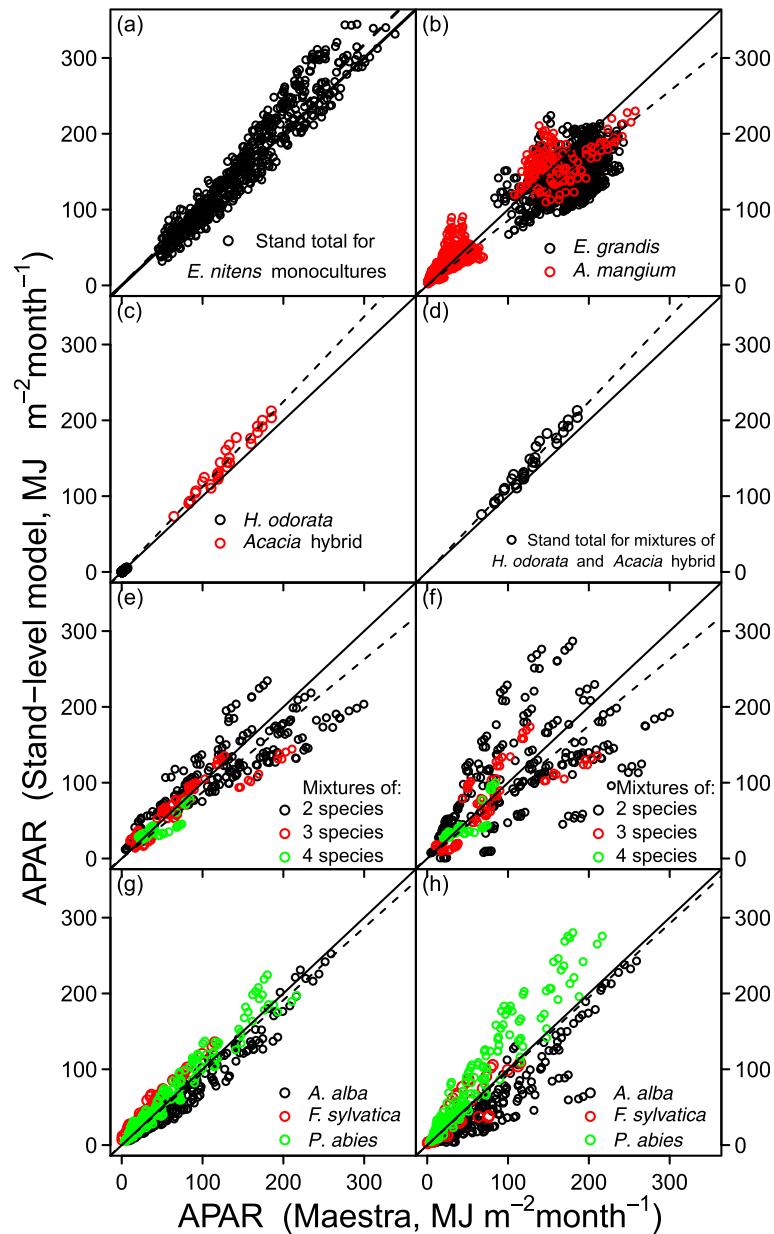 (a)
(b)
300
200
100
0
Stand total for
E. nitens monocultures
E. grandis
A. mangium
300
200
100
0
(c)
(d)
300
200
100
0
H. odorata
Acacia hybrid
Stand total for mixtures of
H. odorata and Acacia hybrid
300
200
100
0
(e)
(f)
300
200
100
0
Mixtures of:
2 species
3 species
4 species
Mixtures of:
2 species
3 species
4 species
300
200
100
0
(g)
(h)
300
200
100
0
A. alba
F. sylvatica
P. abies
A. alba
F. sylvatica
P. abies
300
200
100
0
0 100 200 300
0 100 200 300
APAR (Stand−level model, MJ m−2month−1)
APAR (Maestra, MJ m−2month−1)